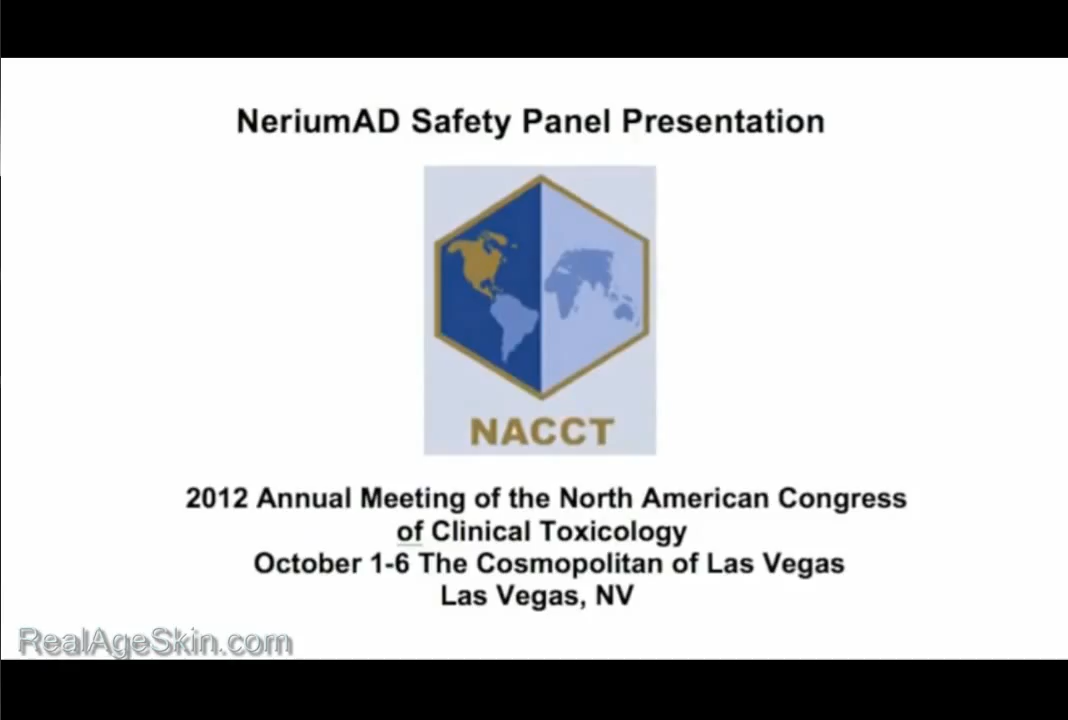 NeriumAD Safety Panel Presentation
NACCT
2012 Annual Meeting of the North American Congress
of Clinical Toxicology
October 1-6 The Cosmopolitan of Las Vegas
Las Vegas, NV
RealAgeSkin.com